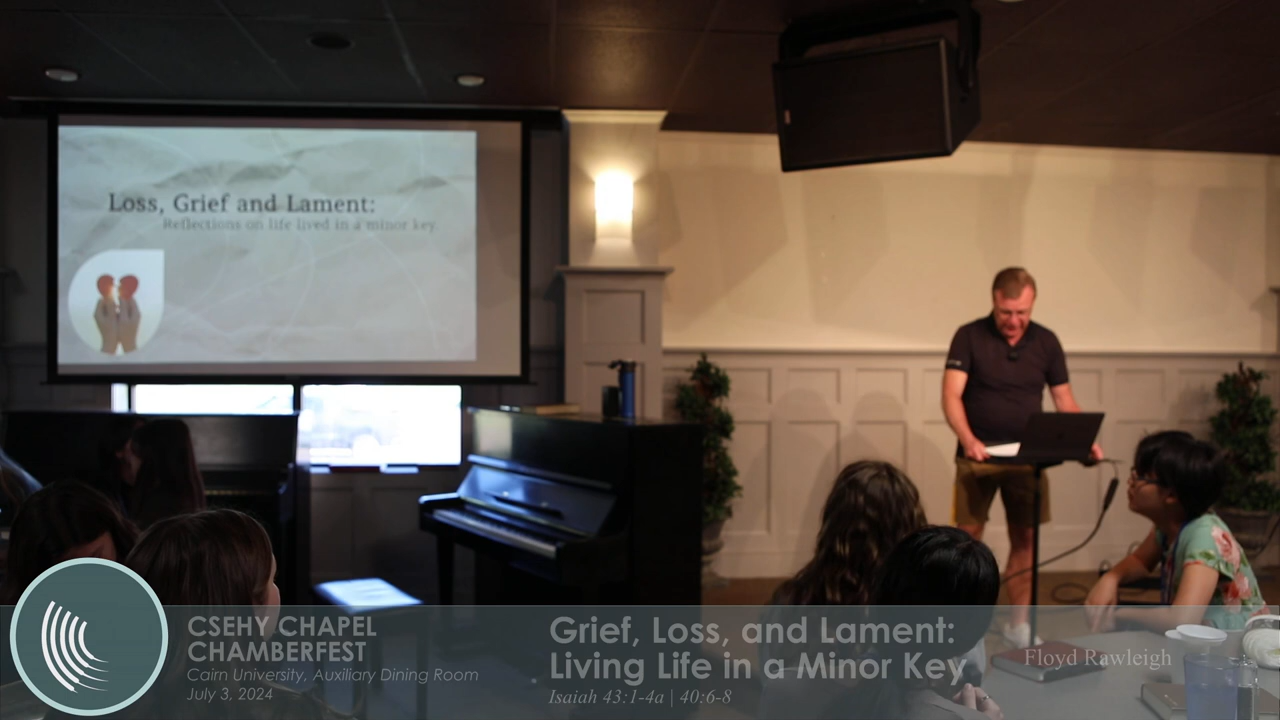 Loss, Grief and Lament:
Reflections on life lived in a minor key.
CSEHY CHAPEL
CHAMBERFEST
Cairn University, Auxiliary Dining Room
July 3, 2024
Grief, Loss, and Lament:
Living Life in a Minor Key
Isaiah 43:1-4a | 40:6-8
Floyd Rawleigh